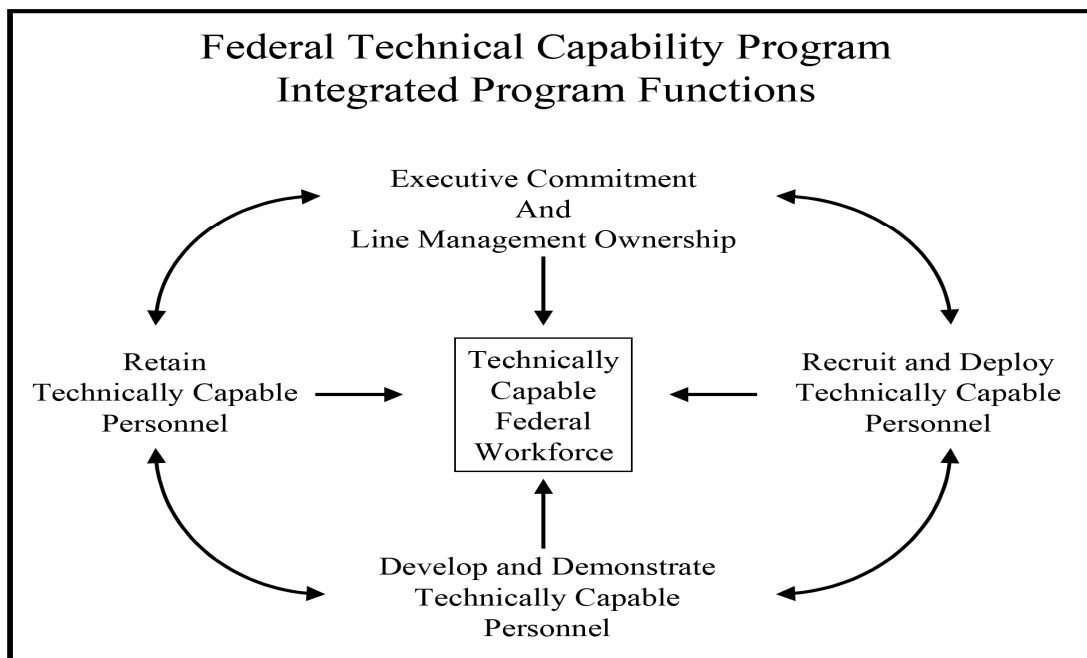 Federal Technical Capability Program
Integrated Program Functions
Executive Commitment
And
Line Management Ownership
Retain
Technically Capable
Personnel
Technically
Capable
Federal
Workforce
Recruit and Deploy
Technically Capable
Personnel
Develop and Demonstrate
Technically Capable
Personnel